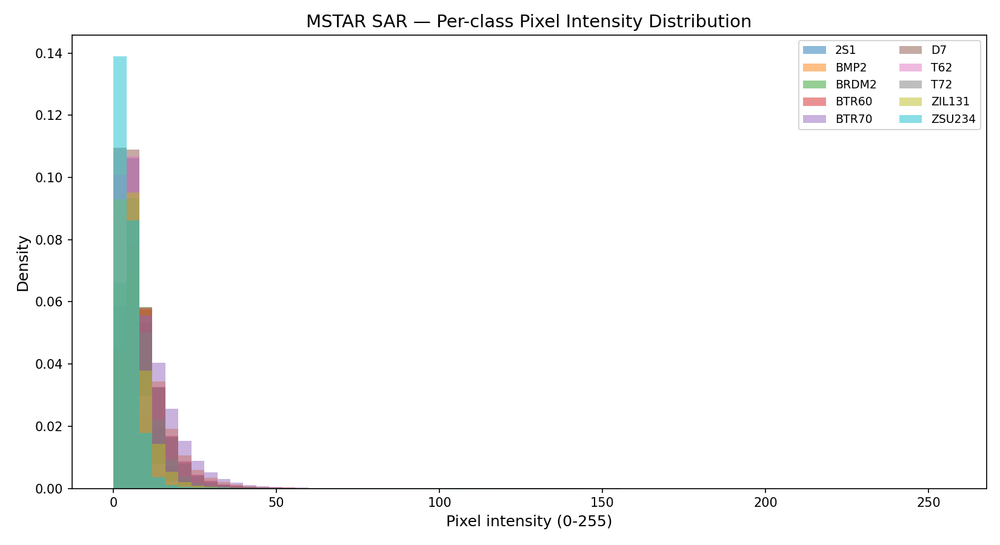 MSTAR SAR — Per-class Pixel Intensity Distribution
2S1
BMP2
BRDM2
BTR60
BTR70
D7
T62
T72
ZIL131
ZSU234
Density
0.14
0.12
0.10
0.08
0.06
0.04
0.02
0.00
0 50 100 150 200 250
Pixel intensity (0-255)